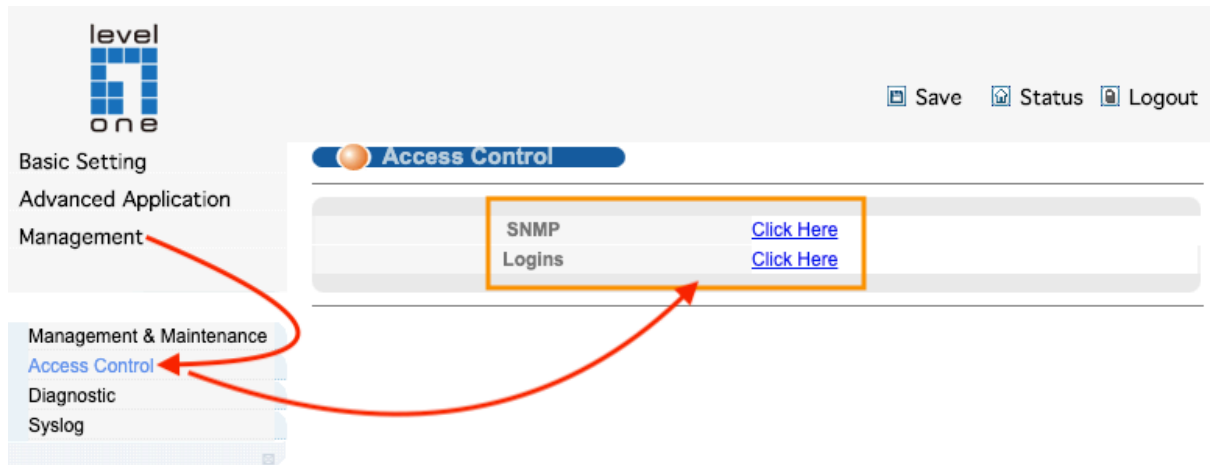 level
one
Save Status Logout
Basic Setting
Advanced Application
Management
Access Control
SNMP Click Here
Logins Click Here
Management & Maintenance
Access Control
Diagnostic
Syslog